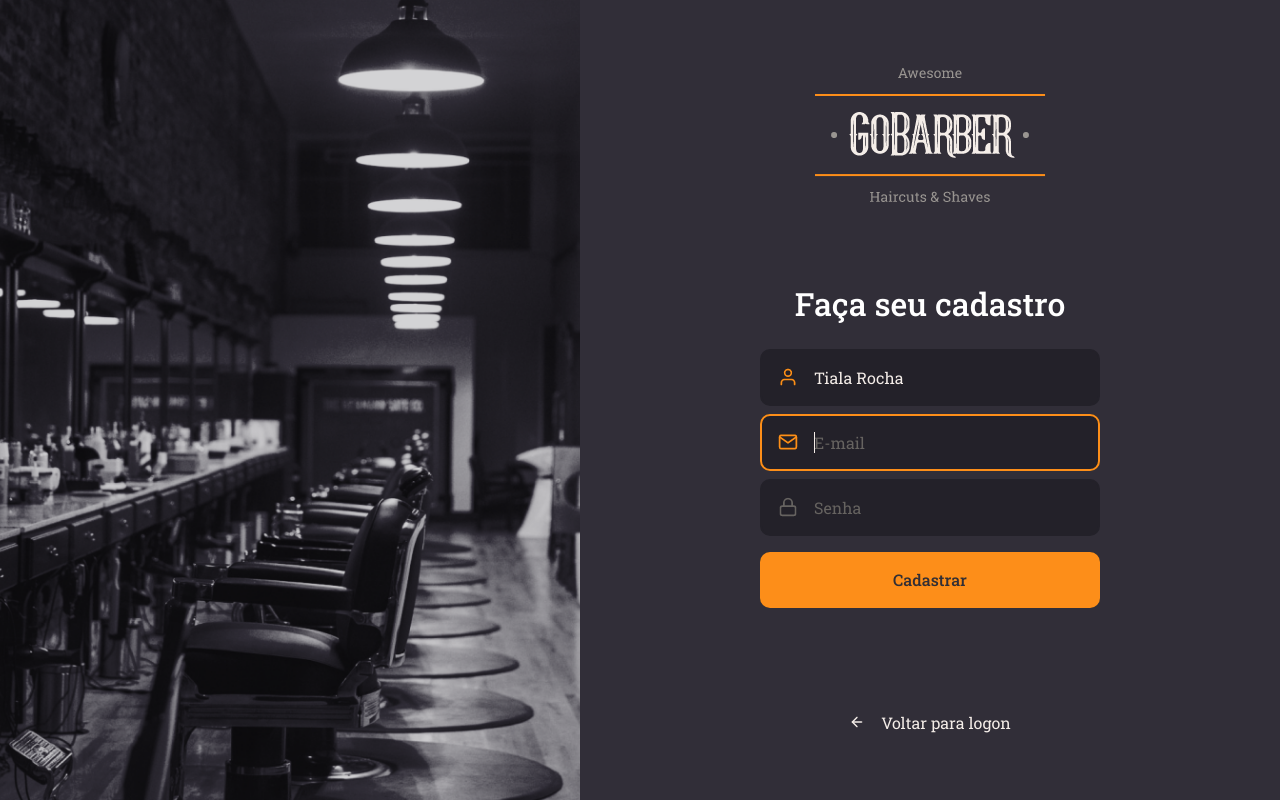 Awesome
GOBARBER
Haircuts & Shaves
Faça seu cadastro
Tiala Rocha
E-mail
Senha
Cadastrar
Voltar para logon